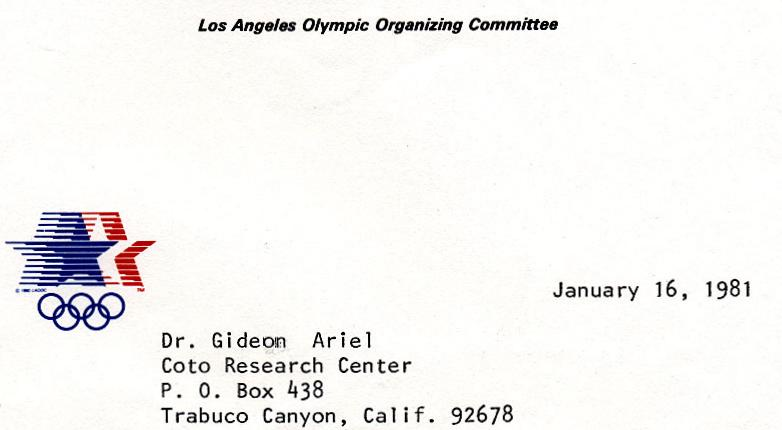 Los Angeles Olympic Organizing Committee
January 16, 1981
Dr. Gideon Ariel
Coto Research Center
P. O. Box 438
Trabuco Canyon, Calif. 92678